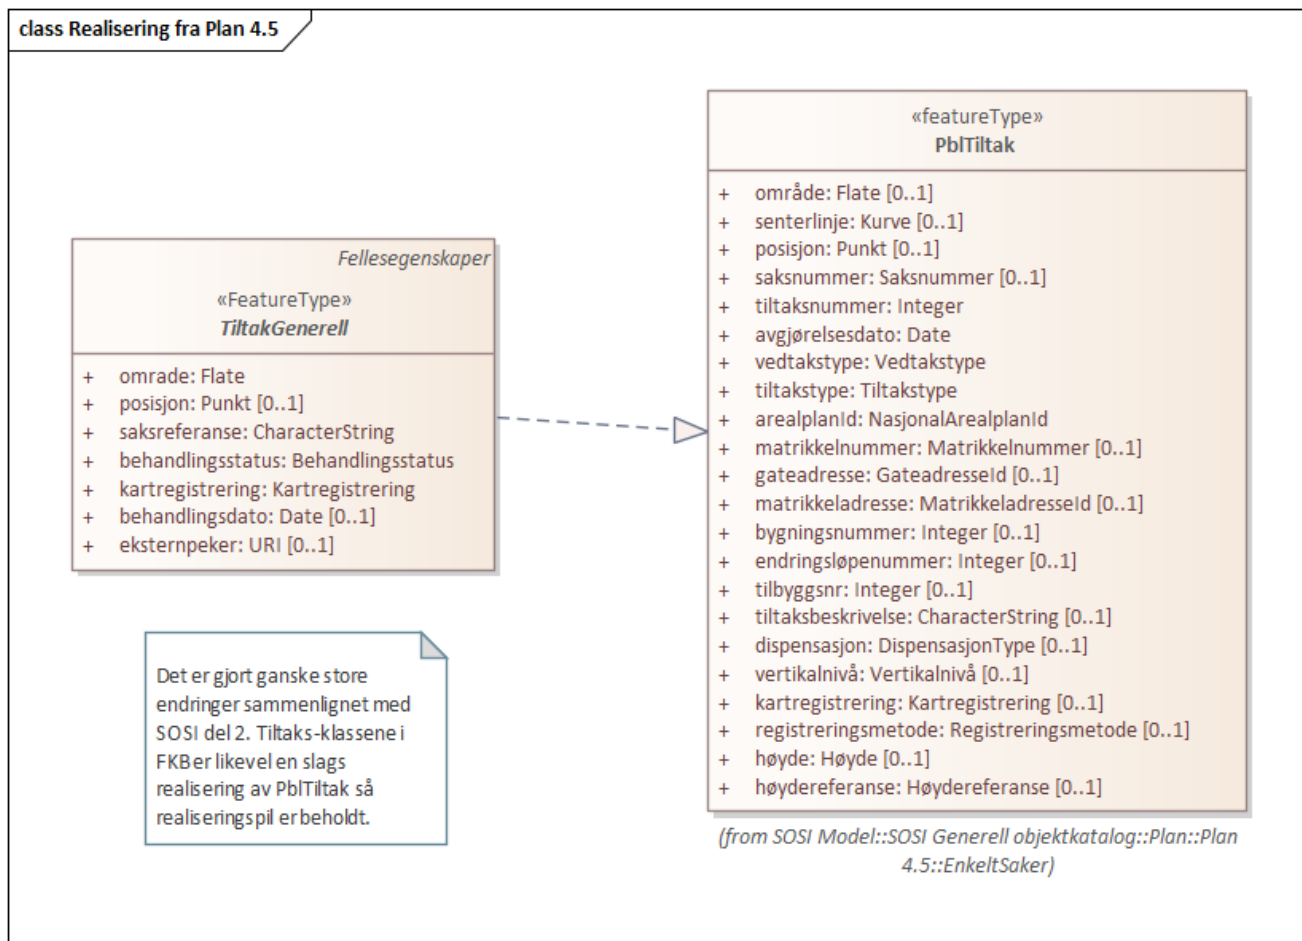 class Realisering fra Plan 4.5
Fellesegenskaper
«FeatureType»
TiltakGenerell
+ omrade: Flate
+ posisjon: Punkt [0..1]
+ saksreferanse: CharacterString
+ behandlingsstatus: Behandlingsstatus
+ kartregistrering: Kartregistrering
+ behandlingsdato: Date [0..1]
+ eksternpeker: URI [0..1]
Det er gjort ganske store
endringer sammenlignet med
SOSI del 2. Tiltaks-klassene i
FKB er likevel en slags
realisering av PblTiltak så
realiseringspil er beholdt.
«featureType»
PblTiltak
+ område: Flate [0..1]
+ senterlinje: Kurve [0..1]
+ posisjon: Punkt [0..1]
+ saksnummer: Saksnummer [0..1]
+ tiltaksnummer: Integer
+ avgjørelsesdato: Date
+ vedtakstype: Vedtakstype
+ tiltakstype: Tiltakstype
+ arealplanId: NasjonalArealplanId
+ matrikkelnummer: Matrikkelnummer [0..1]
+ gateadresse: GateadresseId [0..1]
+ matrikkeladresse: MatrikkeladresseId [0..1]
+ bygningsnummer: Integer [0..1]
+ endringsløpenummer: Integer [0..1]
+ tilbyggsnr: Integer [0..1]
+ tiltaksbeskrivelse: CharacterString [0..1]
+ dispensasjon: DispensasjonType [0..1]
+ vertikalnivå: Vertikalnivå [0..1]
+ kartregistrering: Kartregistrering [0..1]
+ registreringsmetode: Registreringsmetode [0..1]
+ høyde: Høyde [0..1]
+ høydereferanse: Høydereferanse [0..1]
(from SOSI Model::SOSI Generell objektkatalog::Plan::Plan
4.5::EnkeltSaker)